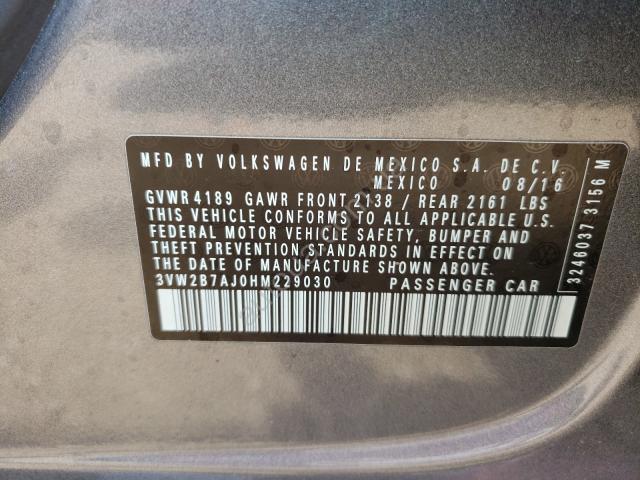 MFD BY VOLKSWAGEN DE MEXICO S.A. DE C.V.
MEXICO 08/16
GVWR 4189 GAWR FRONT 2138 / REAR 2161 LBS
THIS VEHICLE CONFORMS TO ALL APPLICABLE U.S.
FEDERAL MOTOR VEHICLE SAFETY, BUMPER AND
THEFT PREVENTION STANDARDS IN EFFECT ON
THE DATE OF MANUFACTURE SHOWN ABOVE.
3VW2B7AJ0HM229030 PASSENGER CAR
3246037 3156 M